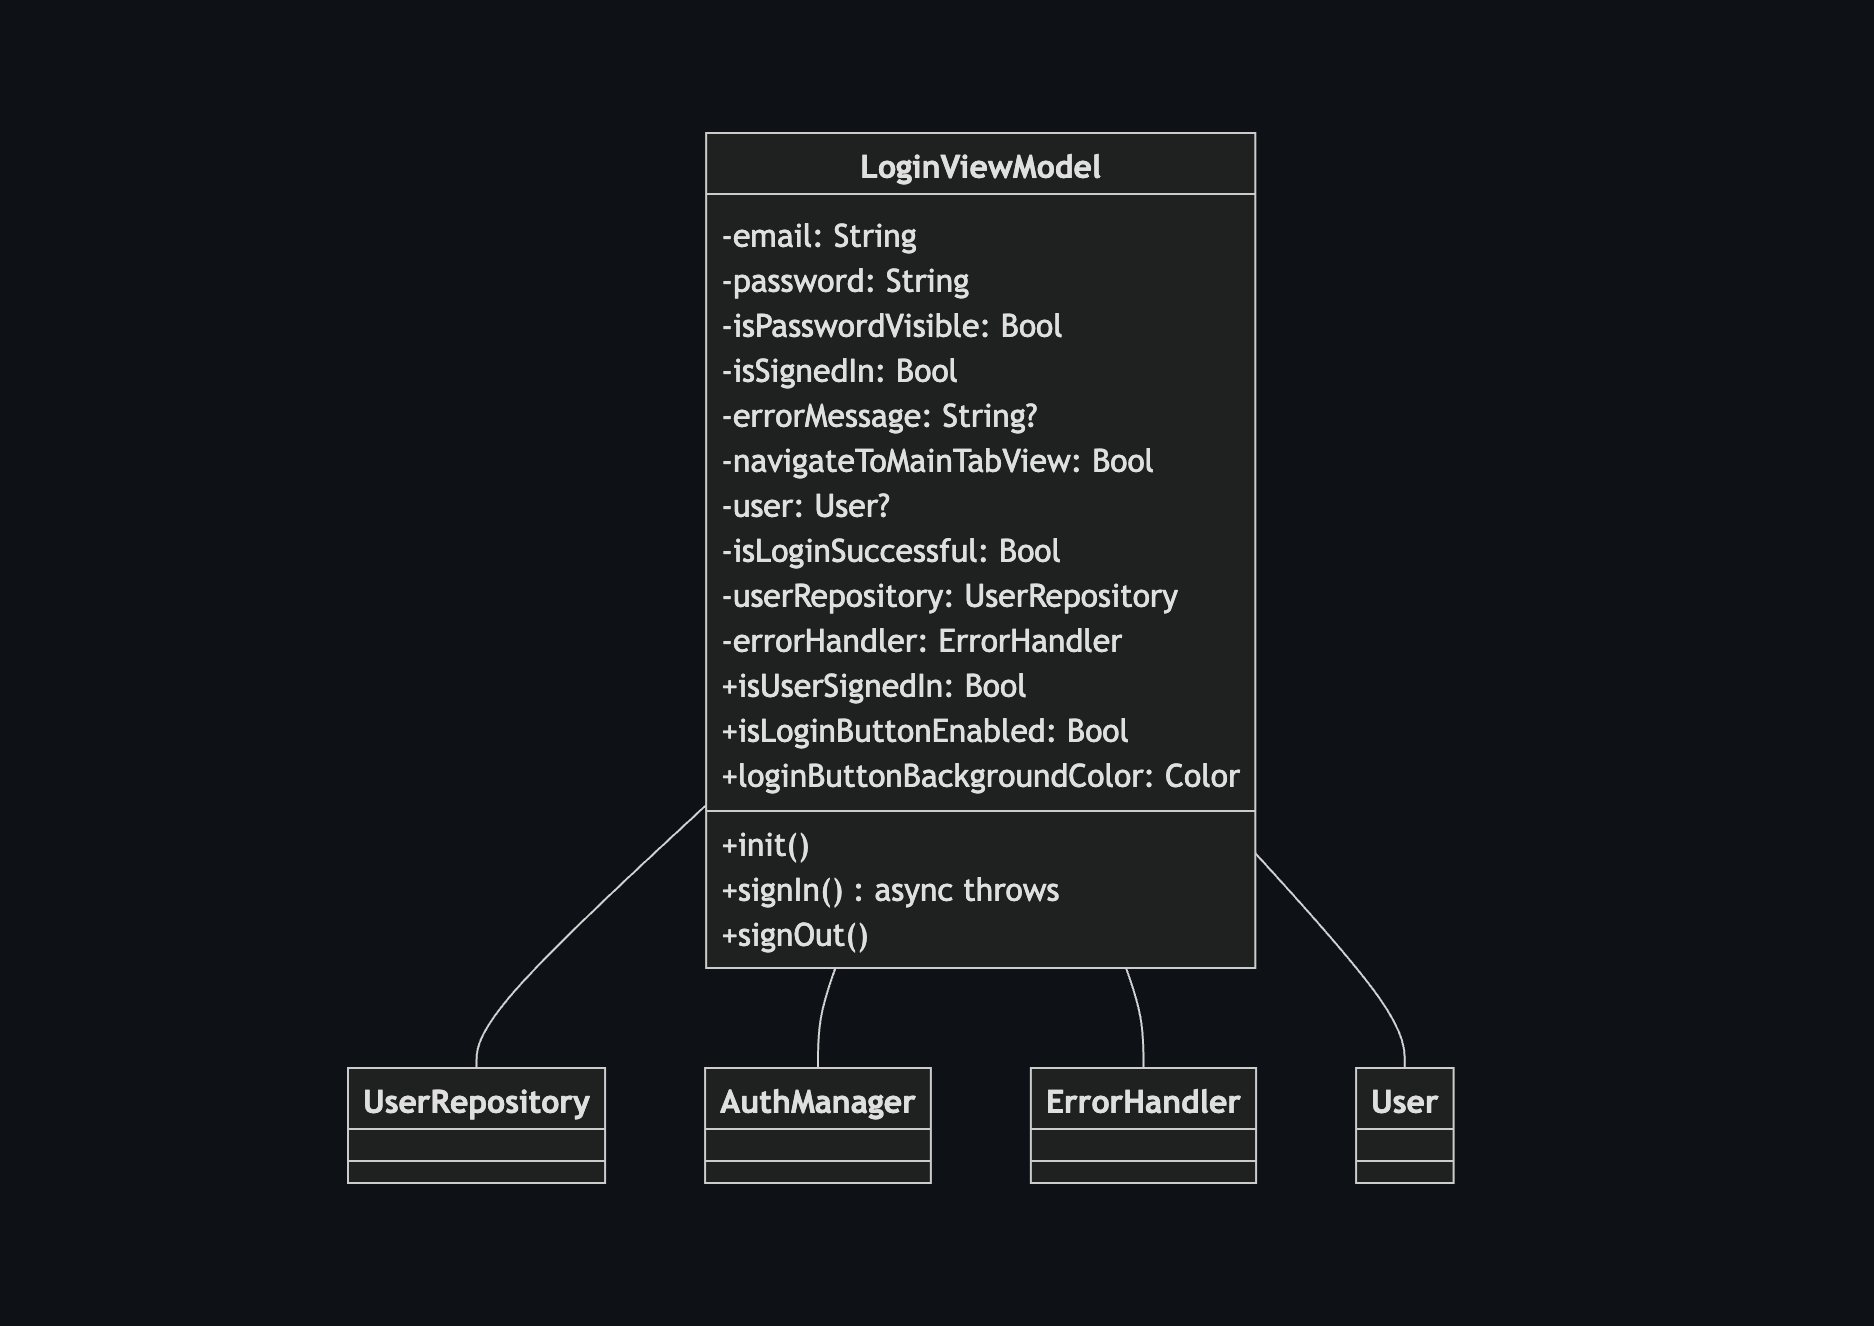 LoginViewModel
-email: String
-password: String
-isPasswordVisible: Bool
-isSignedIn: Bool
-errorMessage: String?
-navigateToMainTabView: Bool
-user: User?
-isLoginSuccessful: Bool
-userRepository: UserRepository
-errorHandler: ErrorHandler
+isUserSignedIn: Bool
+isLoginButtonEnabled: Bool
+loginButtonBackgroundColor: Color
+init()
+signIn() : async throws
+signOut()
UserRepository
AuthManager
ErrorHandler
User